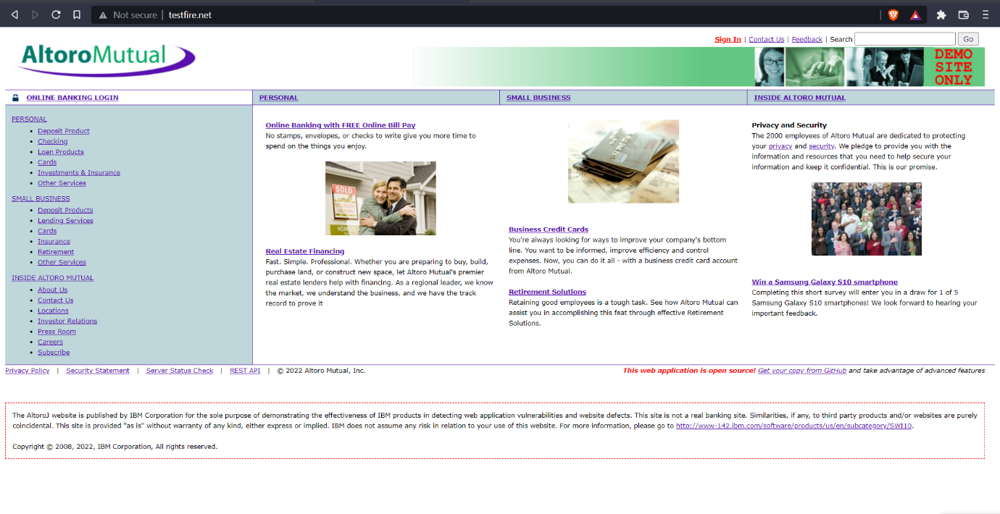 Not secure | testfire.net
Sign In | Contact Us | Feedback | Search Go
AltoroMutual
DEMO
SITE
ONLY
ONLINE BANKING LOGIN
PERSONAL
SMALL BUSINESS
INSIDE ALTORO MUTUAL
PERSONAL
Deposit Product
Checking
Loan Products
Cards
Investments & Insurance
Other Services
SMALL BUSINESS
Deposit Products
Lending Services
Cards
Insurance
Retirement
Other Services
INSIDE ALTORO MUTUAL
About Us
Contact Us
Locations
Investor Relations
Press Room
Careers
Subscribe
Online Banking with FREE Online Bill Pay
No stamps, envelopes, or checks to write give you more time to
spend on the things you enjoy.
SOLD
Real Estate Financing
Fast. Simple. Professional. Whether you are preparing to buy, build,
purchase land, or construct new space, let Altoro Mutual's premier
real estate lenders help with financing. As a regional leader, we know
the market, we understand the business, and we have the track
record to prove it
Business Credit Cards
You're always looking for ways to improve your company's bottom
line. You want to be informed, improve efficiency and control
expenses. Now, you can do it all - with a business credit card account
from Altoro Mutual.
Retirement Solutions
Retaining good employees is a tough task. See how Altoro Mutual can
assist you in accomplishing this feat through effective Retirement
Solutions.
Privacy and Security
The 2000 employees of Altoro Mutual are dedicated to protecting
your privacy and security. We pledge to provide you with the
information and resources that you need to help secure your
information and keep it confidential. This is our promise.
Win a Samsung Galaxy S10 smartphone
Completing this short survey will enter you in a draw for 1 of 5
Samsung Galaxy S10 smartphones! We look forward to hearing your
important feedback.
Privacy Policy | Security Statement | Server Status Check | REST API | © 2022 Altoro Mutual, Inc.
This web application is open source! Get your copy from GitHub and take advantage of advanced features
The AltoroJ website is published by IBM Corporation for the sole purpose of demonstrating the effectiveness of IBM products in detecting web application vulnerabilities and website defects. This site is not a real banking site. Similarities, if any, to third party products and/or websites are purely
coincidental. This site is provided "as is" without warranty of any kind, either express or implied. IBM does not assume any risk in relation to your use of this website. For more information, please go to http://www-142.ibm.com/software/products/us/en/subcategory/SWI10.
Copyright © 2008, 2022, IBM Corporation, All rights reserved.